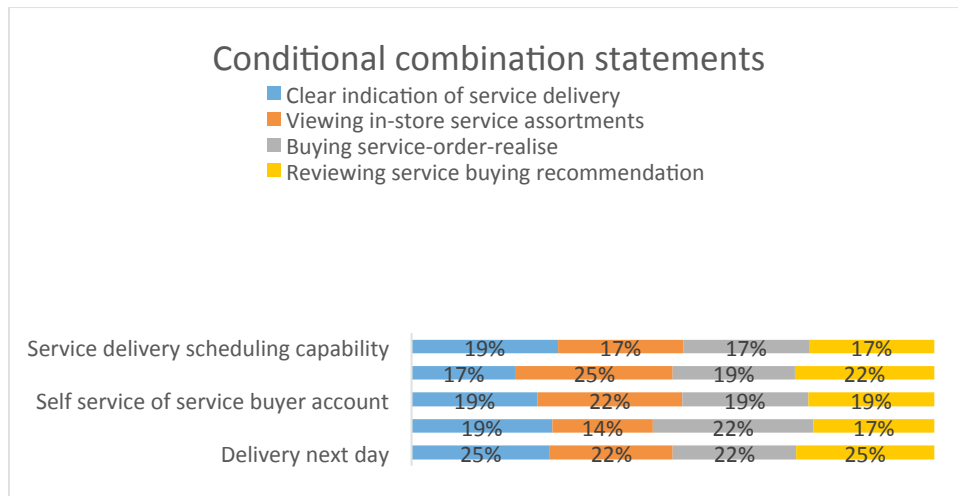 Conditional combination statements
Clear indication of service delivery
Viewing in-store service assortments
Buying service-order-realise
Reviewing service buying recommendation
Service delivery scheduling capability 19% 17% 17% 17%
17% 25% 19% 22%
Self service of service buyer account 19% 22% 19% 19%
19% 14% 22% 17%
Delivery next day 25% 22% 22% 25%